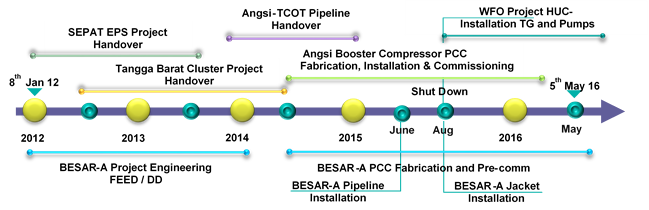 Angsi-TCOT Pipeline
Handover
WFO Project HUC-
Installation TG and Pumps
SEPAT EPS Project
Handover
Angsi Booster Compressor PCC
Fabrication, Installation & Commissioning
Tangga Barat Cluster Project
Handover
8th Jan 12
Shut Down
5th May 16
2012
2013
2014
2015
June
Aug
2016
May
BESAR-A Project Engineering
FEED / DD
BESAR-A PCC Fabrication and Pre-comm
BESAR-A Pipeline
Installation
BESAR-A Jacket
Installation